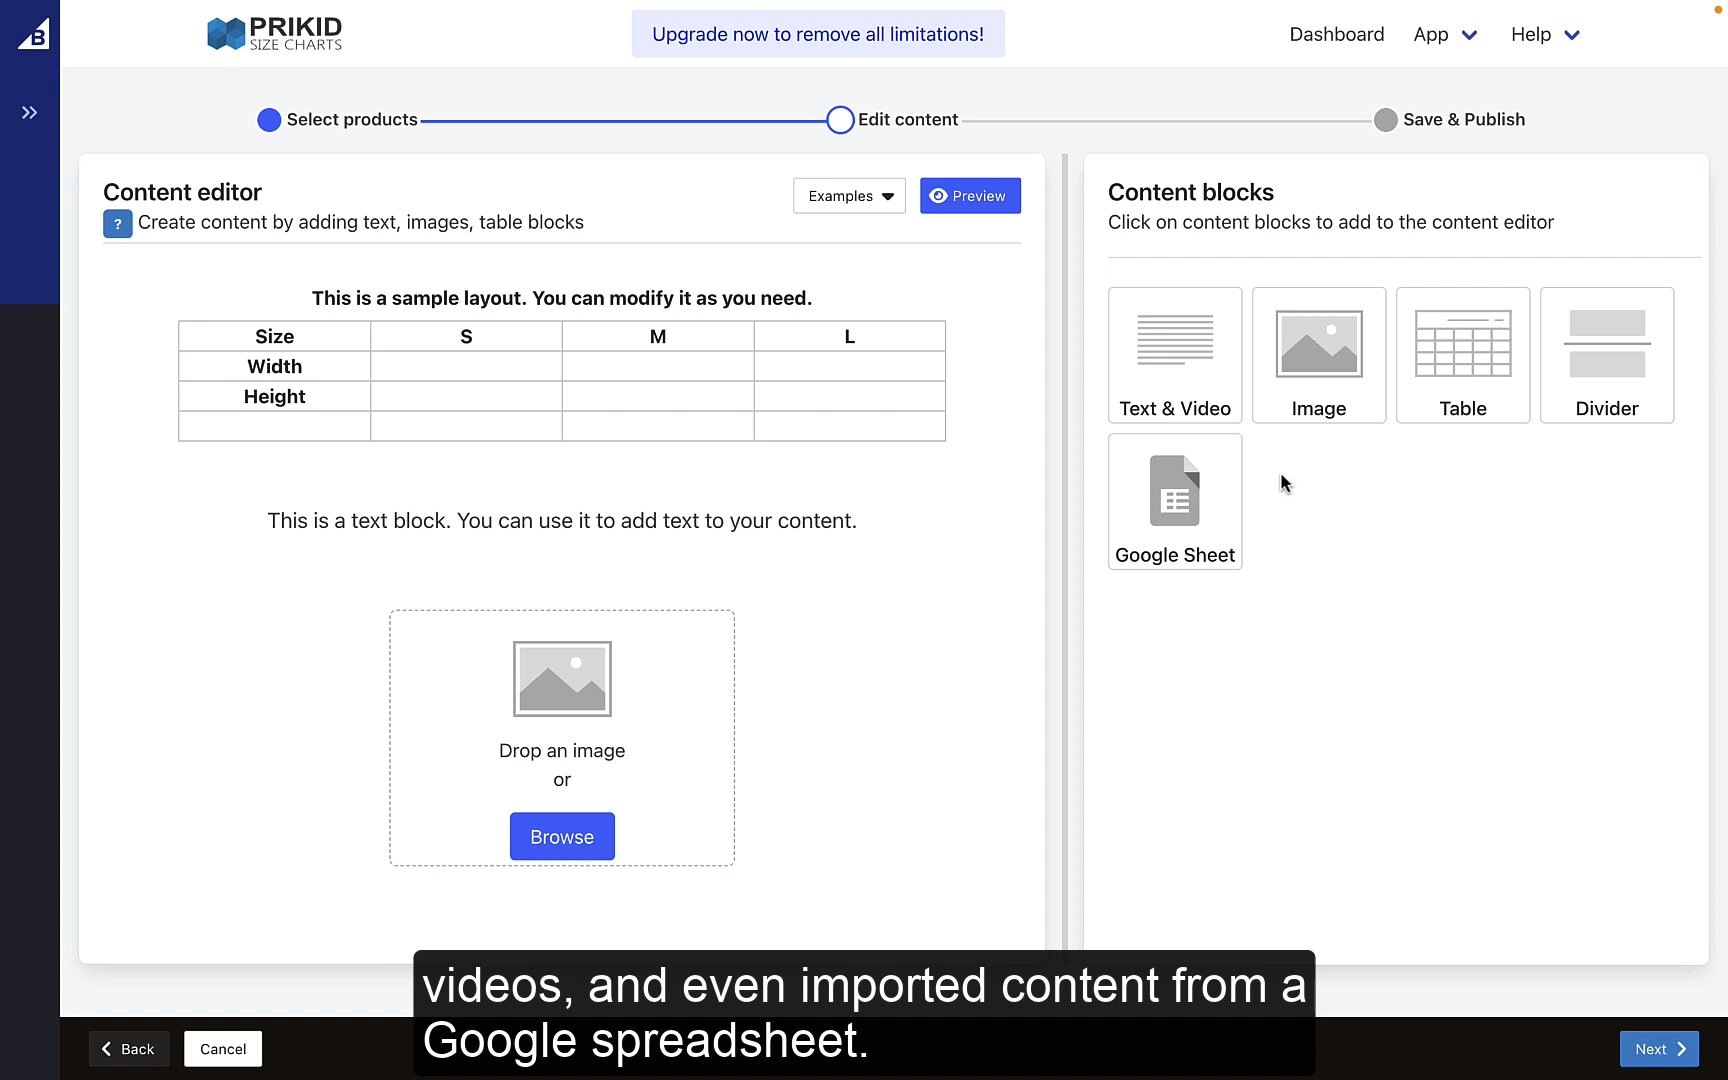 B
PRIKID
SIZE CHARTS
Upgrade now to remove all limitations!
Dashboard
App
Help
Select products
Edit content
Save & Publish
Content editor
Examples
Preview
?
Create content by adding text, images, table blocks
This is a sample layout. You can modify it as you need.
Size S M L
Width
Height
This is a text block. You can use it to add text to your content.
Drop an image
or
Browse
Content blocks
Click on content blocks to add to the content editor
Text & Video
Image
Table
Divider
Google Sheet
videos, and even imported content from a
Google spreadsheet.
Back
Cancel
Next